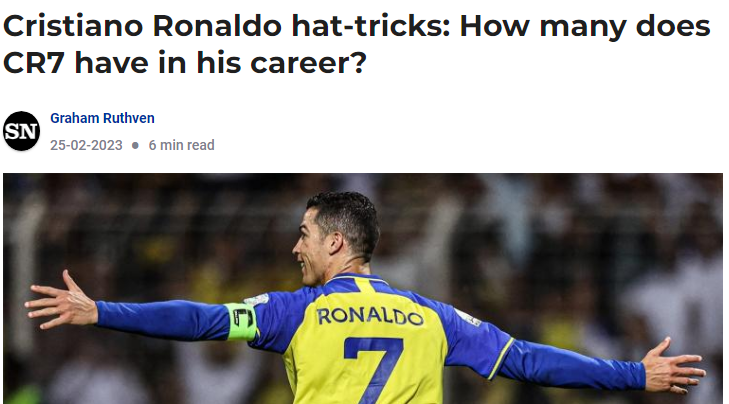 Cristiano Ronaldo hat-tricks: How many does
CR7 have in his career?
SN
Graham Ruthven
25-02-2023 ● 6 min read
RONALDO
7